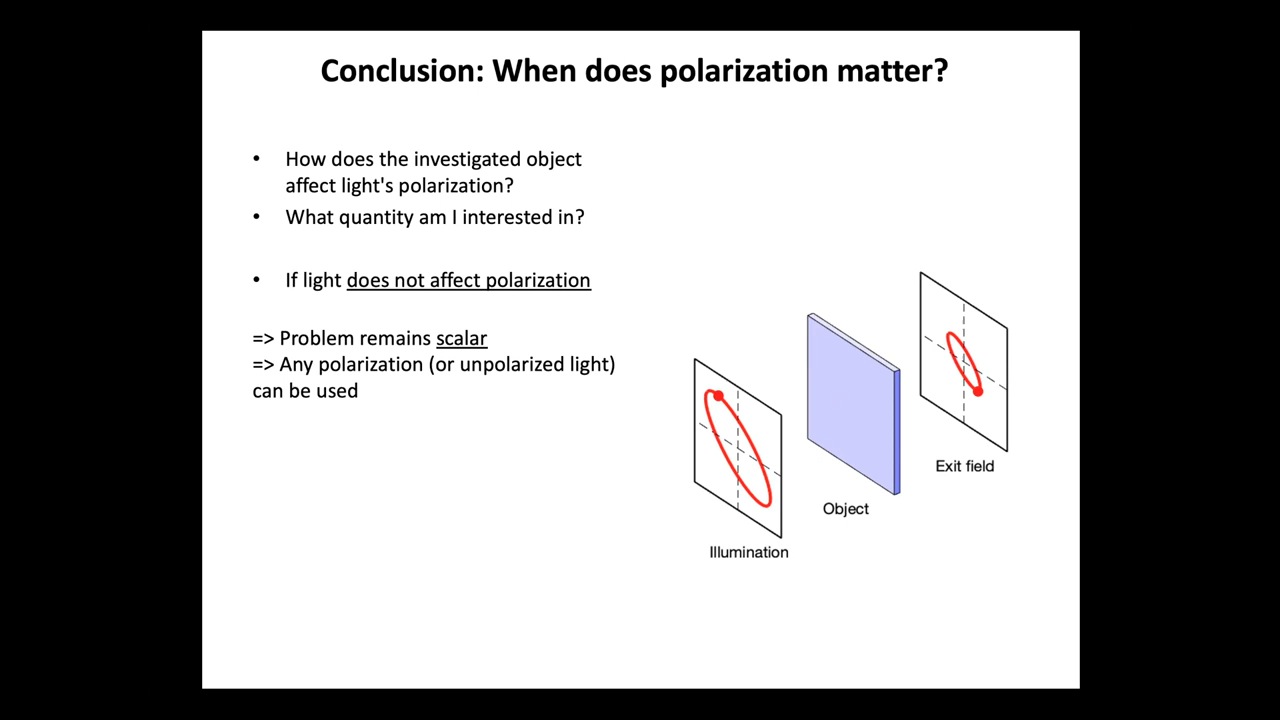 Conclusion: When does polarization matter?
• How does the investigated object
affect light's polarization?
• What quantity am I interested in?
• If light does not affect polarization
=> Problem remains scalar
=> Any polarization (or unpolarized light)
can be used
Exit field
Object
Illumination